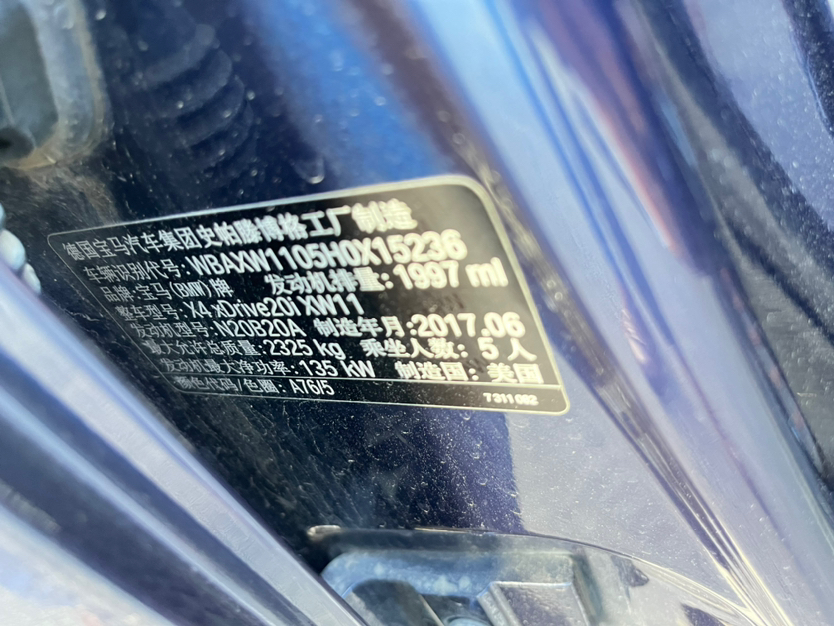 德国宝马汽车集团史帕滕博格工厂制造
车辆识别代号: WBAXW1105H0X15236
品牌: 宝马(BMW)牌 发动机排量: 1997 ml
整车型号: X4 xDrive20i XW11
发动机型号: N20B20A 制造年月: 2017.06
最大允许总质量: 2325 kg 乘坐人数: 5 人
发动机最大净功率: 135 kW 制造国: 美国
颜色代码/色圈: A76/5
7 311 092